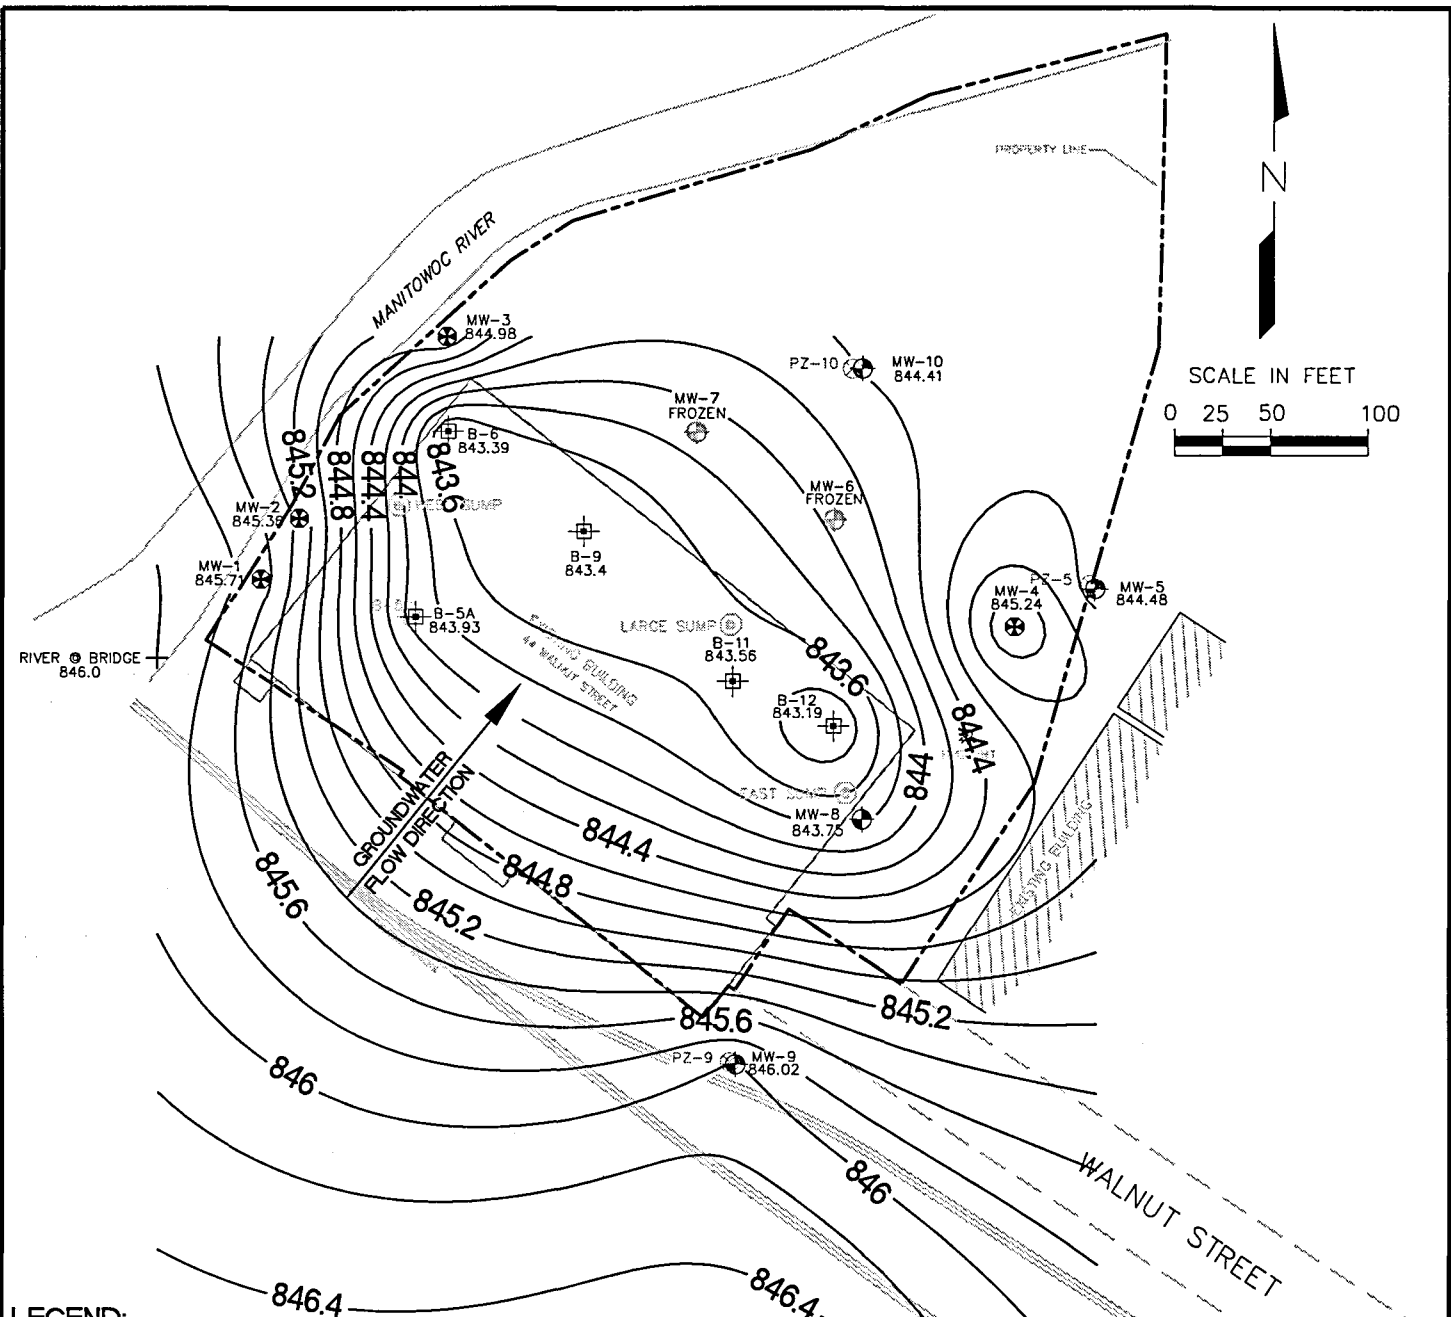 PROPERTY LINE
N
SCALE IN FEET
0 25 50 100
MANITOWOC RIVER
MW-3
844.98
PZ-10
MW-10
844.41
MW-7
FROZEN
B-6
843.39
845.2
844.8
844.4
844
843.6
MW-6
FROZEN
MW-2
845.36
B-9
843.4
MW-1
845.71
PZ-5
MW-5
844.48
MW-4
845.24
B-5A
843.93
LARGE SUMP
B-11
843.56
EXISTING BUILDING
44 WALNUT STREET
843.6
RIVER @ BRIDGE
846.0
B-12
843.19
844.4
844
EAST SUMP
MW-8
843.75
GROUNDWATER
FLOW DIRECTION
844.4
EXISTING BUILDING
845.6
844.8
845.2
845.6
845.2
PZ-9
MW-9
846.02
846
846
WALNUT STREET
846.4
846.4
LEGEND: